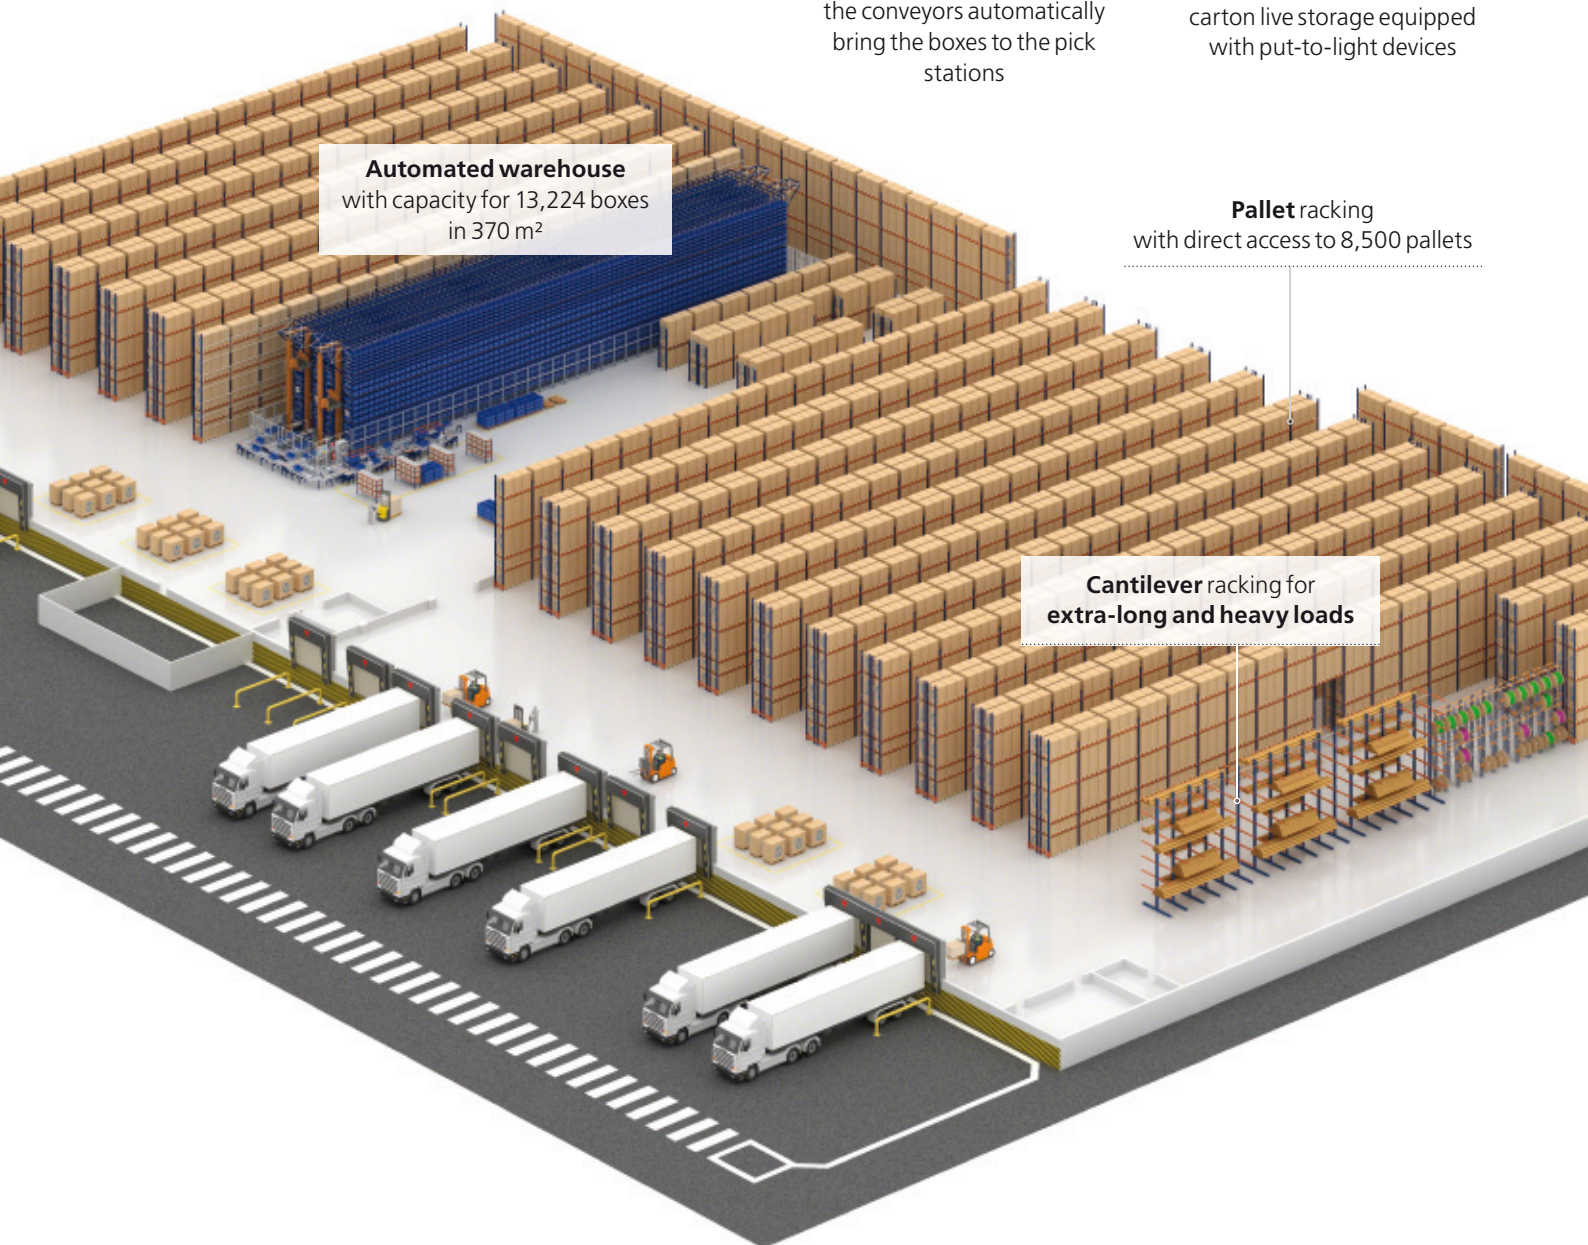 the conveyors automatically
bring the boxes to the pick
stations
carton live storage equipped
with put-to-light devices
Automated warehouse
with capacity for 13,224 boxes
in 370 m²
Pallet racking
with direct access to 8,500 pallets
Cantilever racking for
extra-long and heavy loads